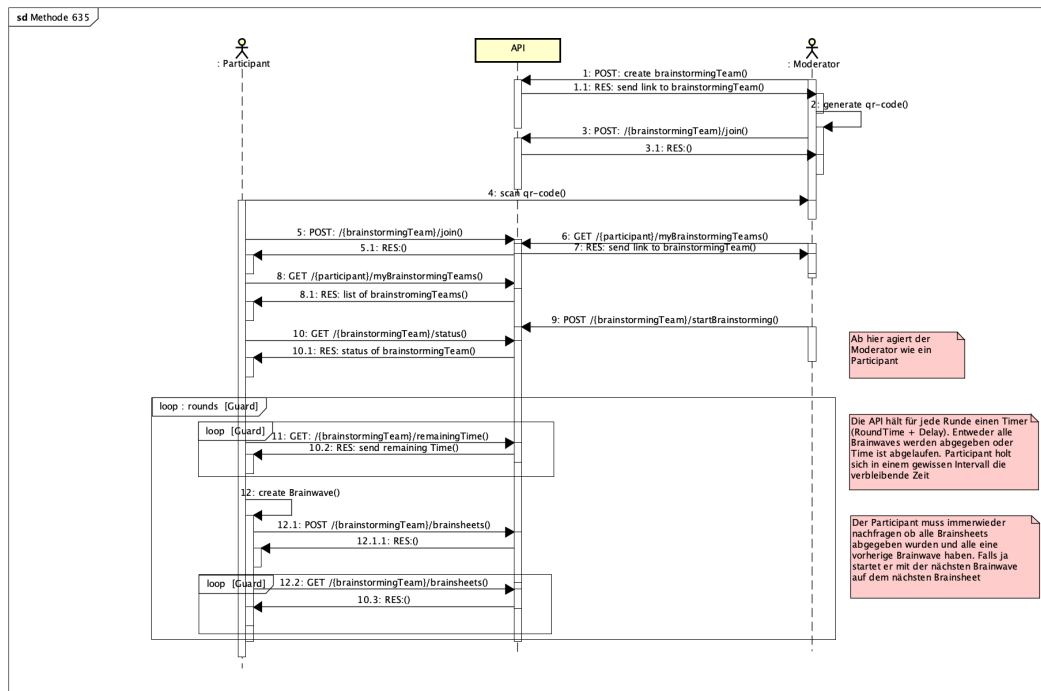 sd Methode 635
: Participant
API
: Moderator
1: POST: create brainstormingTeam()
1.1: RES: send link to brainstormingTeam()
2: generate qr-code()
3: POST: /{brainstormingTeam}/join()
3.1: RES:()
4: scan qr-code()
5: POST: /{brainstormingTeam}/join()
6: GET /{participant}/myBrainstormingTeams()
5.1: RES:()
7: RES: send link to brainstormingTeam()
8: GET /{participant}/myBrainstormingTeams()
8.1: RES: list of brainstromingTeams()
9: POST /{brainstormingTeam}/startBrainstorming()
10: GET /{brainstormingTeam}/status()
10.1: RES: status of brainstormingTeam()
Ab hier agiert der
Moderator wie ein
Participant
loop : rounds [Guard]
loop [Guard]
11: GET: /{brainstormingTeam}/remainingTime()
10.2: RES: send remaining Time()
Die API hält für jede Runde einen Timer
(RoundTime + Delay). Entweder alle
Brainwaves werden abgegeben oder
Time ist abgelaufen. Participant holt
sich in einem gewissen Intervall die
verbleibende Zeit
12: create Brainwave()
12.1: POST /{brainstormingTeam}/brainsheets()
12.1.1: RES:()
Der Participant muss immerwieder
nachfragen ob alle Brainsheets
abgegeben wurden und alle eine
vorherige Brainwave haben. Falls ja
startet er mit der nächsten Brainwave
auf dem nächsten Brainsheet
loop [Guard]
12.2: GET /{brainstormingTeam}/brainsheets()
10.3: RES:()